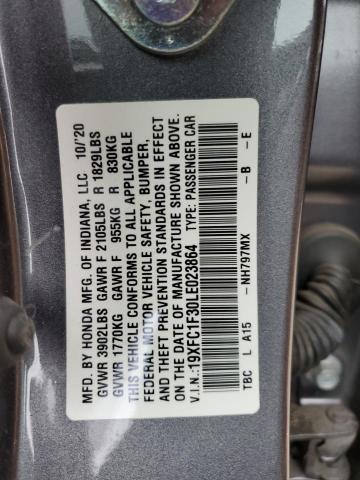 MFD. BY HONDA MFG. OF INDIANA, LLC 10/'20
GVWR 3902LBS GAWR F 2105LBS R 1829LBS
GVWR 1770KG GAWR F 955KG R 830KG
THIS VEHICLE CONFORMS TO ALL APPLICABLE
FEDERAL MOTOR VEHICLE SAFETY, BUMPER,
AND THEFT PREVENTION STANDARDS IN EFFECT
ON THE DATE OF MANUFACTURE SHOWN ABOVE.
V.I.N.:19XFC1F30LE023864 TYPE: PASSENGER CAR
TBC L A15 -NH797MX -B -E